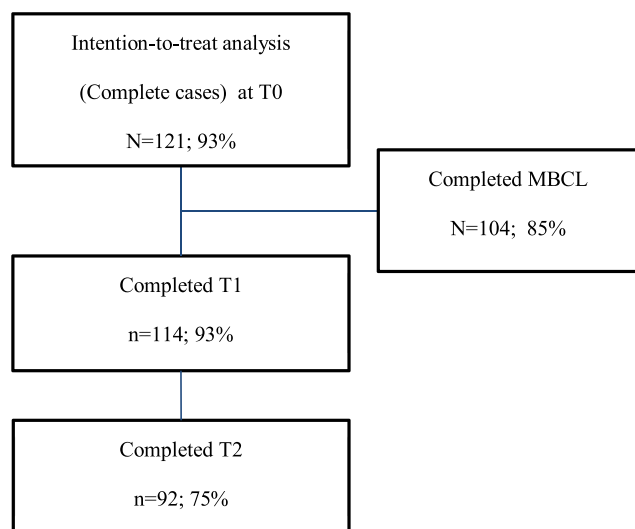 Intention-to-treat analysis
(Complete cases) at T0
N=121; 93%
Completed MBCL
N=104; 85%
Completed T1
n=114; 93%
Completed T2
n=92; 75%